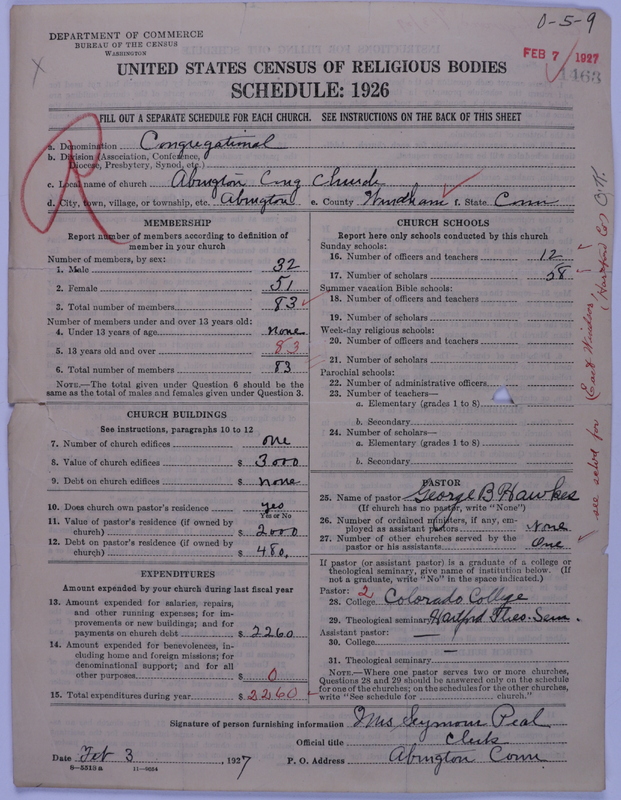 0-5-9
DEPARTMENT OF COMMERCE
BUREAU OF THE CENSUS
WASHINGTON
FEB 7 1927
1463
UNITED STATES CENSUS OF RELIGIOUS BODIES
SCHEDULE: 1926
FILL OUT A SEPARATE SCHEDULE FOR EACH CHURCH. SEE INSTRUCTIONS ON THE BACK OF THIS SHEET
a. Denomination Congregational
b. Division (Association, Conference, Diocese, Presbytery, Synod, etc.)
c. Local name of church Abington Cong Church
d. City, town, village, or township, etc. Abington e. County Windham f. State Conn
MEMBERSHIP
Report number of members according to definition of member in your church
Number of members, by sex:
1. Male 32
2. Female 51
3. Total number of members 83
Number of members under and over 13 years old:
4. Under 13 years of age none
5. 13 years old and over 83
6. Total number of members 83
NOTE.—The total given under Question 6 should be the same as the total of males and females given under Question 3.
CHURCH BUILDINGS
See instructions, paragraphs 10 to 12
7. Number of church edifices one
8. Value of church edifices $ 3000
9. Debt on church edifices $ none
10. Does church own pastor's residence? yes
Yes or No
11. Value of pastor's residence (if owned by church) $ 2000
12. Debt on pastor's residence (if owned by church) $ 480,
EXPENDITURES
Amount expended by your church during last fiscal year
13. Amount expended for salaries, repairs, and other running expenses; for improvements or new buildings; and for payments on church debt $ 2260
14. Amount expended for benevolences, including home and foreign missions; for denominational support; and for all other purposes $ 0
15. Total expenditures during year $ 2260
CHURCH SCHOOLS
Report here only schools conducted by this church
Sunday schools:
16. Number of officers and teachers 12
17. Number of scholars 58
Summer vacation Bible schools:
18. Number of officers and teachers
19. Number of scholars
Week-day religious schools:
20. Number of officers and teachers
21. Number of scholars
Parochial schools:
22. Number of administrative officers
23. Number of teachers—
a. Elementary (grades 1 to 8)
b. Secondary
24. Number of scholars—
a. Elementary (grades 1 to 8)
b. Secondary
PASTOR
25. Name of pastor George B Hawkes
(If church has no pastor, write "None")
26. Number of ordained ministers, if any, employed as assistant pastors None
27. Number of other churches served by the pastor or his assistants One
If pastor (or assistant pastor) is a graduate of a college or theological seminary, give name of institution below. (If not a graduate, write "No" in the space indicated.)
Pastor: 2
28. College Colorado College
29. Theological seminary Hartford Theo. Sem.
Assistant pastor:
30. College —
31. Theological seminary —
NOTE.—Where one pastor serves two or more churches, Questions 28 and 29 should be answered only on the schedule for one of the churches; on the schedules for the other churches, write "See schedule for ........ church."
see sched for East Windsor, (Hartford Co) O.K.
Signature of person furnishing information Mrs Seymour Peal
Official title Clerk
Date Feb 3, 1927 P. O. Address Abington Conn
8—5313a 11—9624